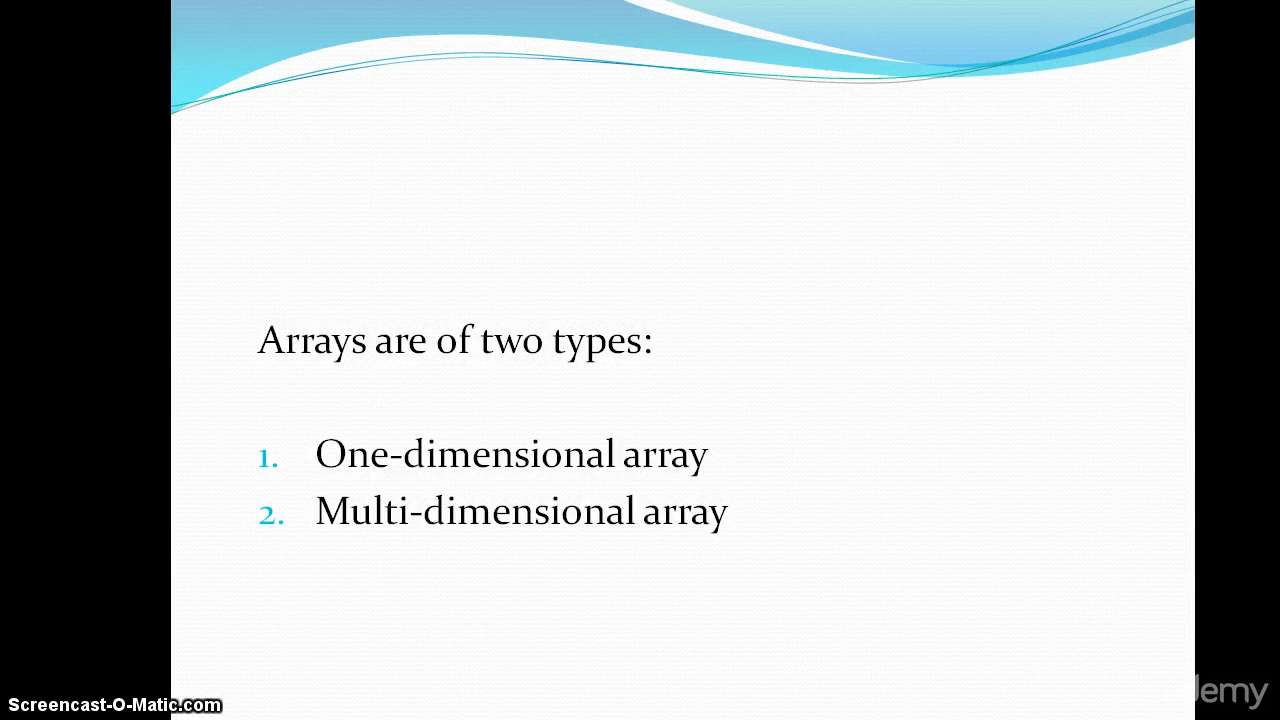 Arrays are of two types:
1. One-dimensional array
2. Multi-dimensional array
Screencast-O-Matic.com